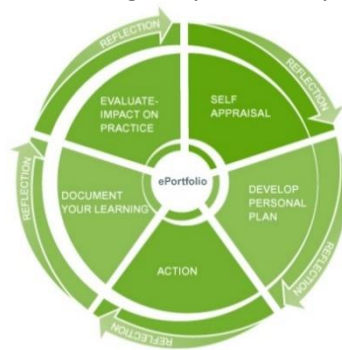 REFLECTION
REFLECTION
EVALUATE-
IMPACT ON
PRACTICE
SELF
APPRAISAL
ePortfolio
DOCUMENT
YOUR LEARNING
DEVELOP
PERSONAL
PLAN
ACTION
REFLECTION
REFLECTION
REFLECTION